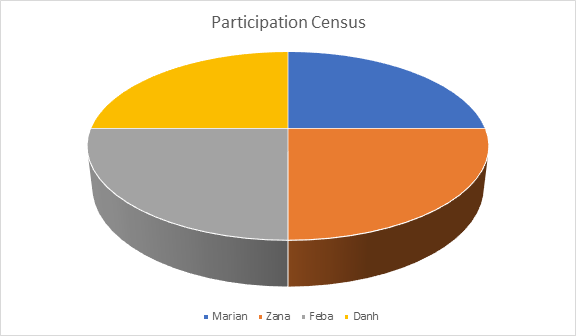 Participation Census
Marian Zana Feba Danh